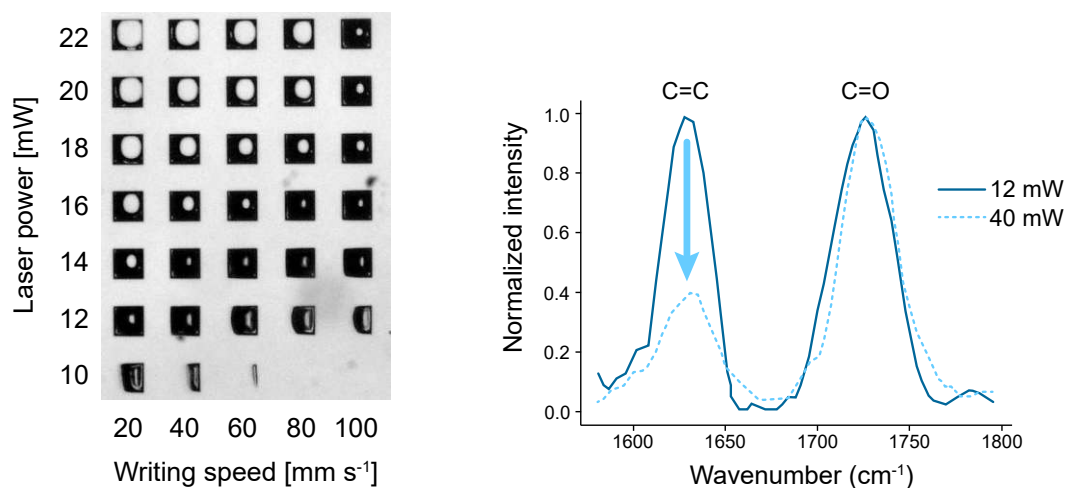 Laser power [mW]
22
20
18
16
14
12
10
20 40 60 80 100
Writing speed [mm s⁻¹]
C=C C=O
Normalized intensity
1.0
0.8
0.6
0.4
0.2
0.0
12 mW
40 mW
1600 1650 1700 1750 1800
Wavenumber (cm⁻¹)